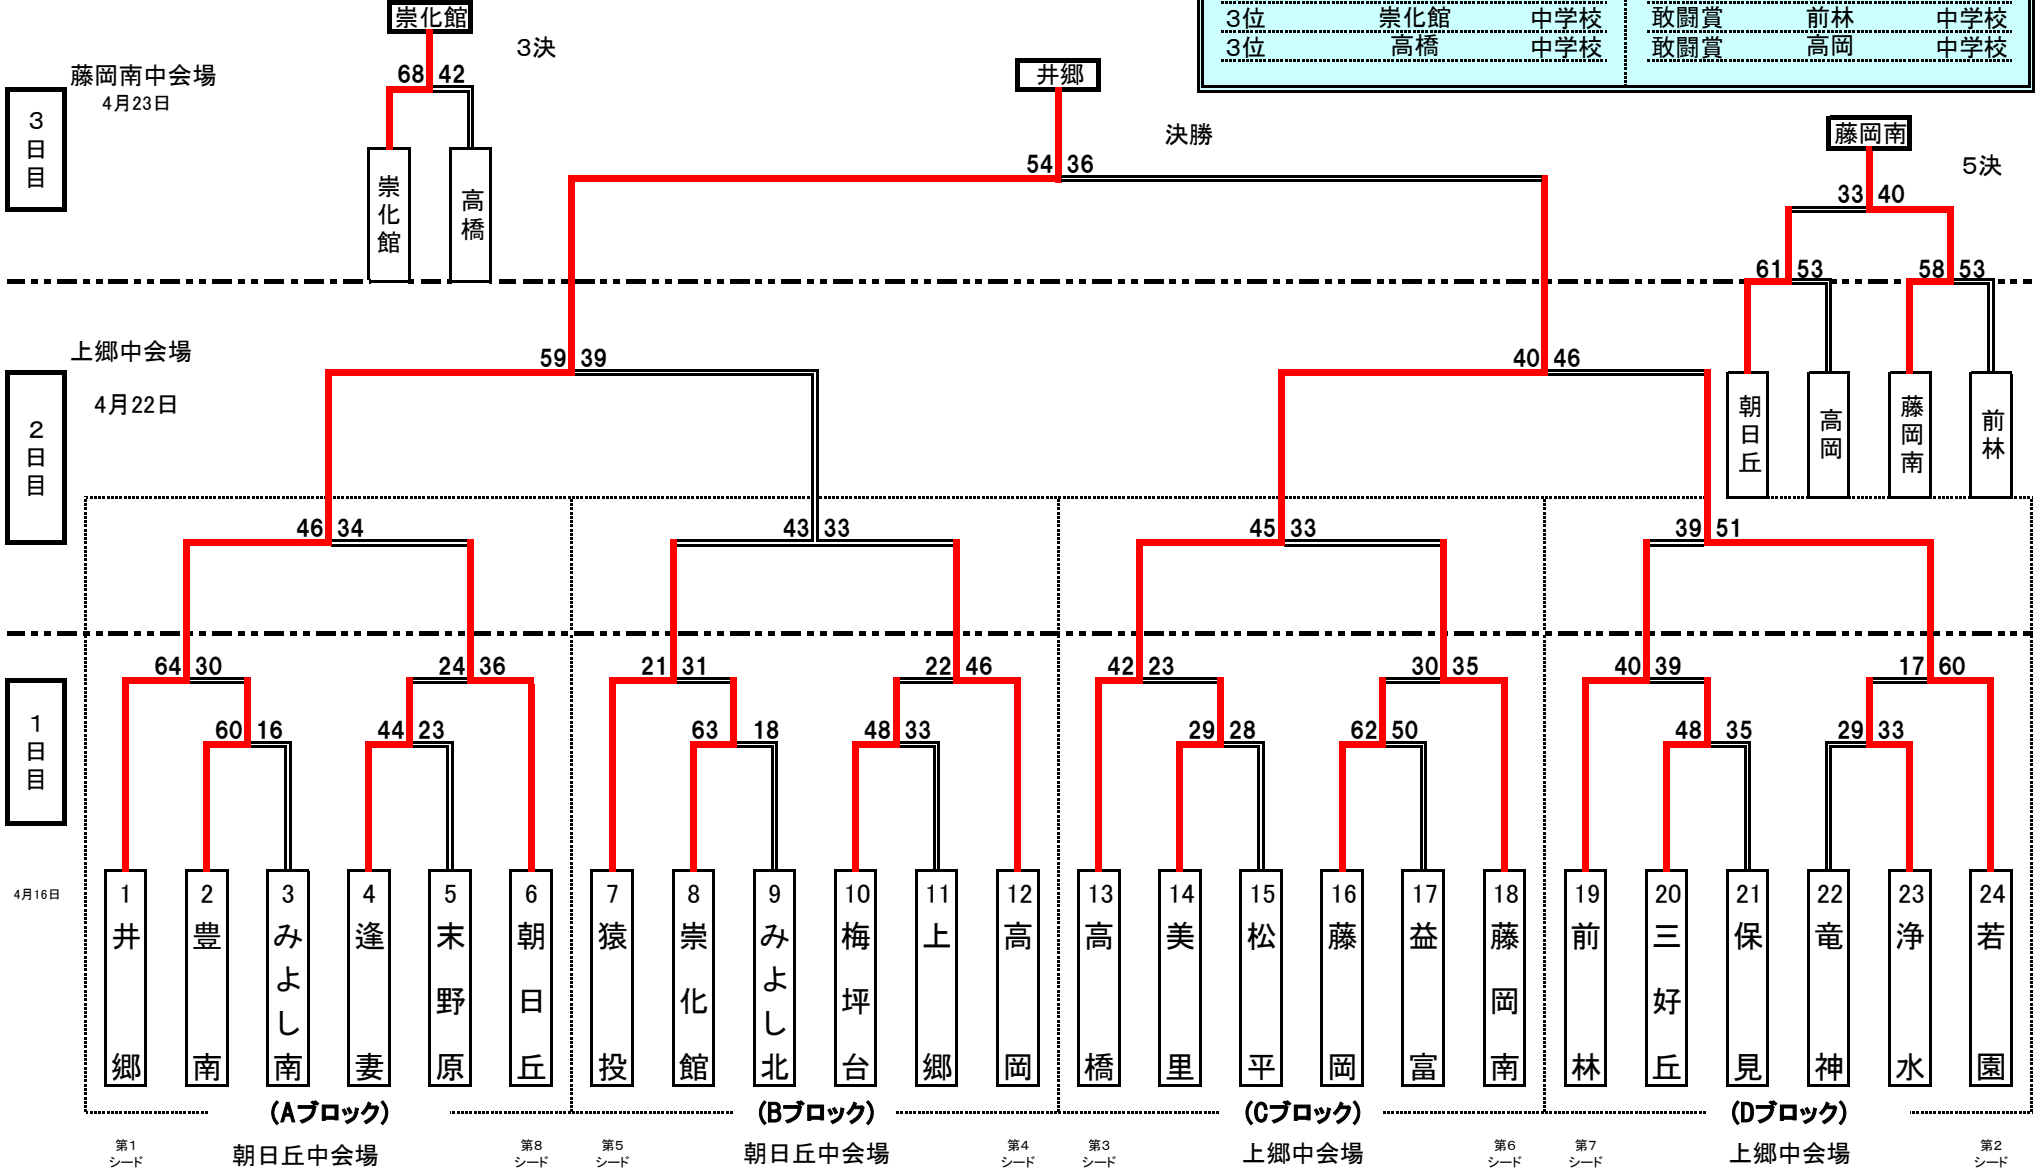 崇化館
3位 崇化館 中学校 敢闘賞 前林 中学校
3位 高橋 中学校 敢闘賞 高岡 中学校
3決
藤岡南中会場
4月23日
68 42
井郷
決勝
藤岡南
5決
3日目
崇化館
高橋
54 36
33 40
61 53
58 53
上郷中会場
4月22日
2日目
59 39
40 46
朝日丘
高岡
藤岡南
前林
46 34
43 33
45 33
39 51
64 30
24 36
21 31
22 46
42 23
30 35
40 39
17 60
1日目
60 16
44 23
63 18
48 33
29 28
62 50
48 35
29 33
4月16日
1 井郷
2 豊南
3 みよし南
4 逢妻
5 末野原
6 朝日丘
7 猿投
8 崇化館
9 みよし北
10 梅坪台
11 上郷
12 高岡
13 高橋
14 美里
15 松平
16 藤岡
17 益富
18 藤岡南
19 前林
20 三好丘
21 保見
22 竜神
23 浄水
24 若園
(Aブロック)
(Bブロック)
(Cブロック)
(Dブロック)
第1シード
朝日丘中会場
第8シード
第5シード
朝日丘中会場
第4シード
第3シード
上郷中会場
第6シード
第7シード
上郷中会場
第2シード